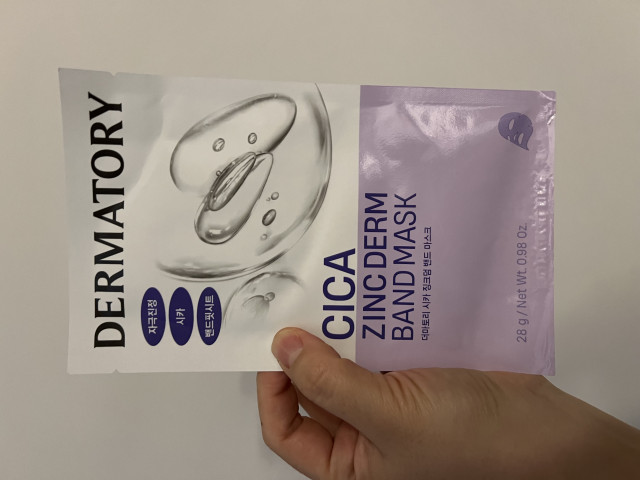 DERMATORY
자극진정
시카
밴드핏시트
CICA
ZINC DERM
BAND MASK
더마토리 시카 징크덤 밴드 마스크
28 g / Net Wt. 0.98 Oz.